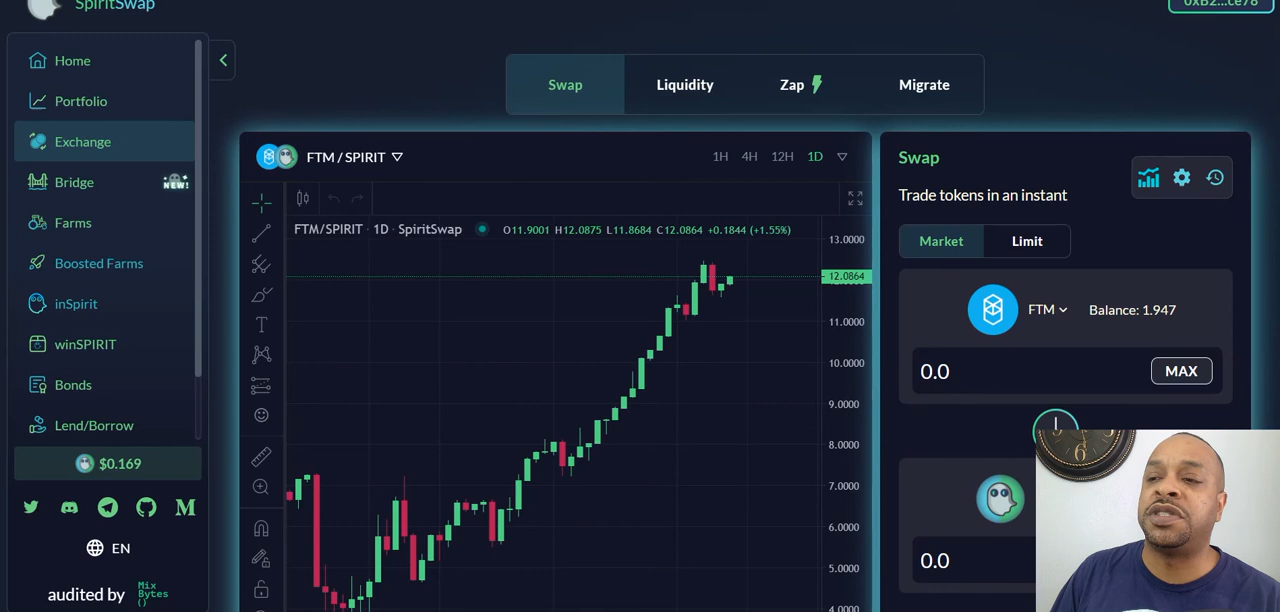 SpiritSwap
0xB2...ce78
Home
Portfolio
Exchange
Bridge
NEW!
Farms
Boosted Farms
inSpirit
winSPIRIT
Bonds
Lend/Borrow
$0.169
M
EN
audited by
Mix
Bytes
()
Swap
Liquidity
Zap
Migrate
FTM / SPIRIT
1H
4H
12H
1D
FTM/SPIRIT · 1D · SpiritSwap
O11.9001 H12.0875 L11.8684 C12.0864 +0.1844 (+1.55%)
T
13.0000
12.0864
11.0000
10.0000
9.0000
8.0000
7.0000
6.0000
5.0000
4.0000
Swap
Trade tokens in an instant
Market
Limit
FTM
Balance: 1.947
0.0
MAX
0.0
6